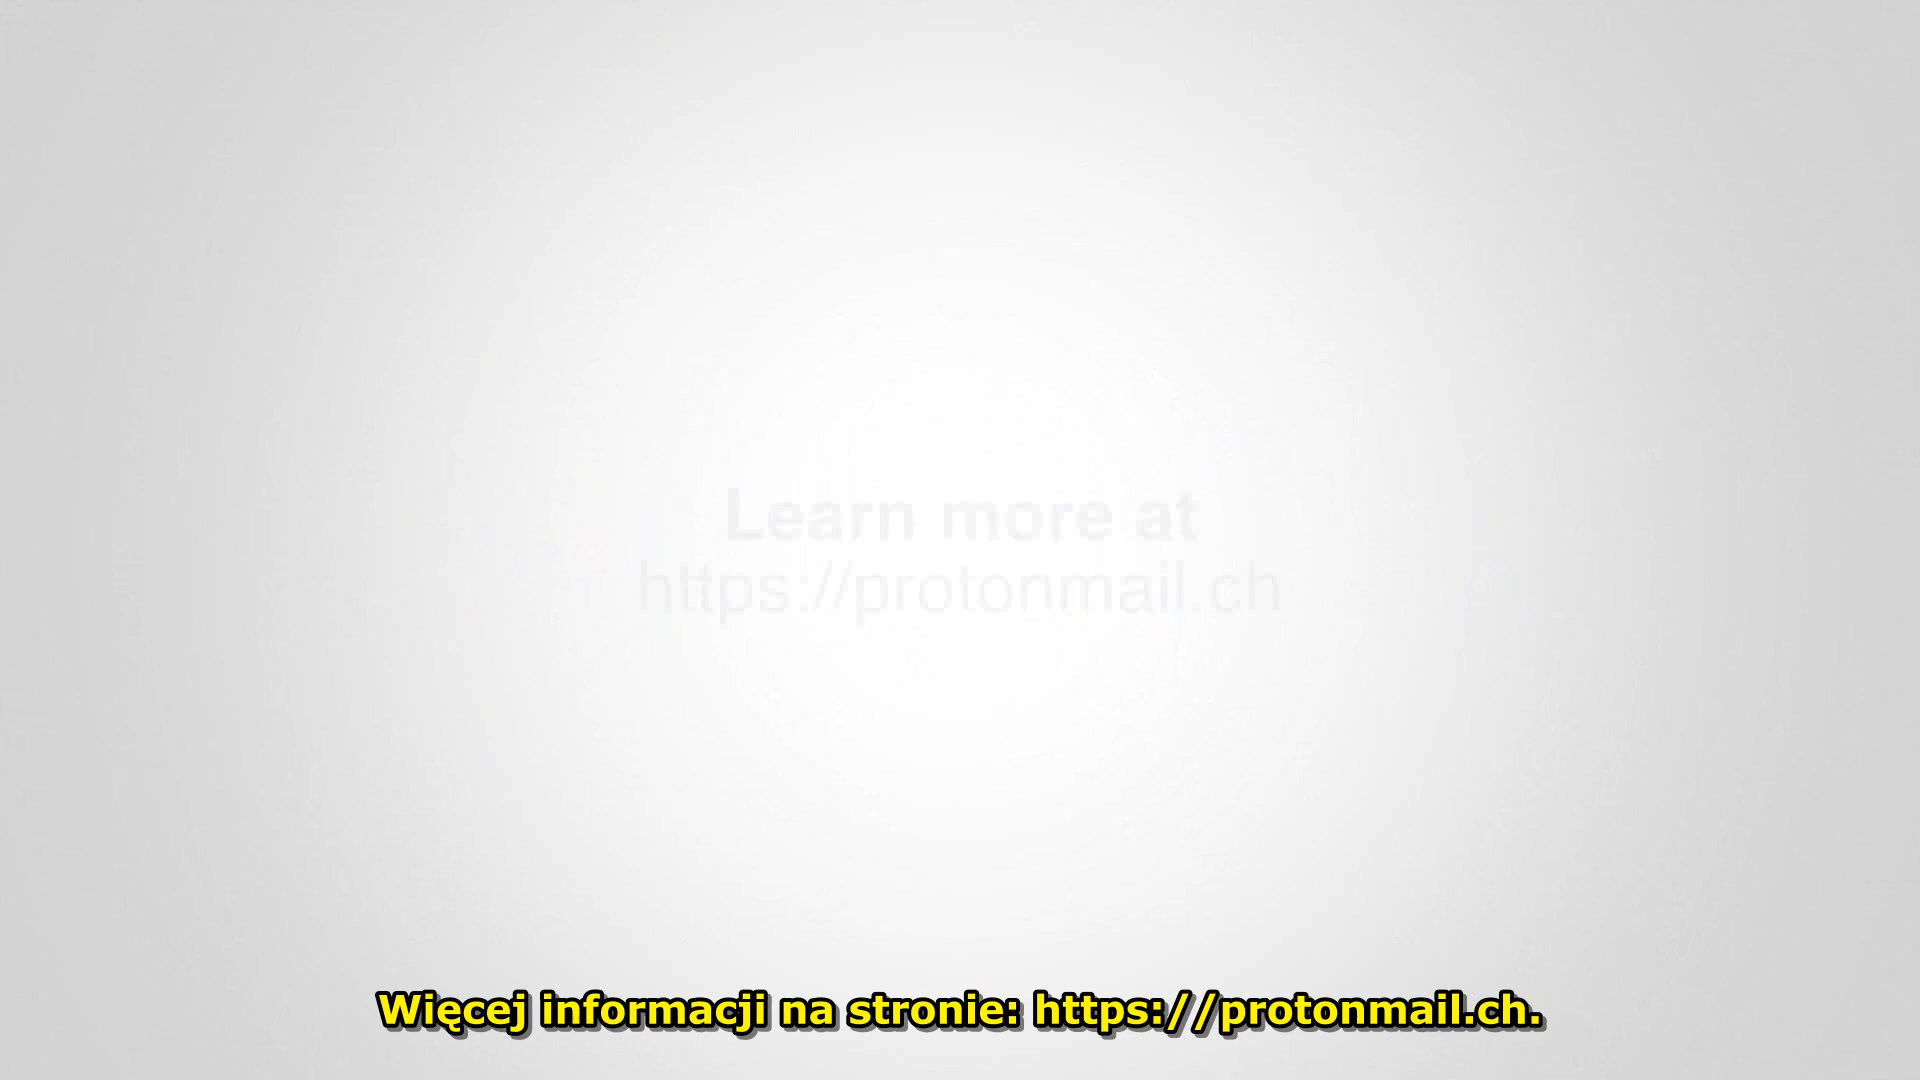 Learn more at
https://protonmail.ch
Więcej informacji na stronie: https://protonmail.ch.